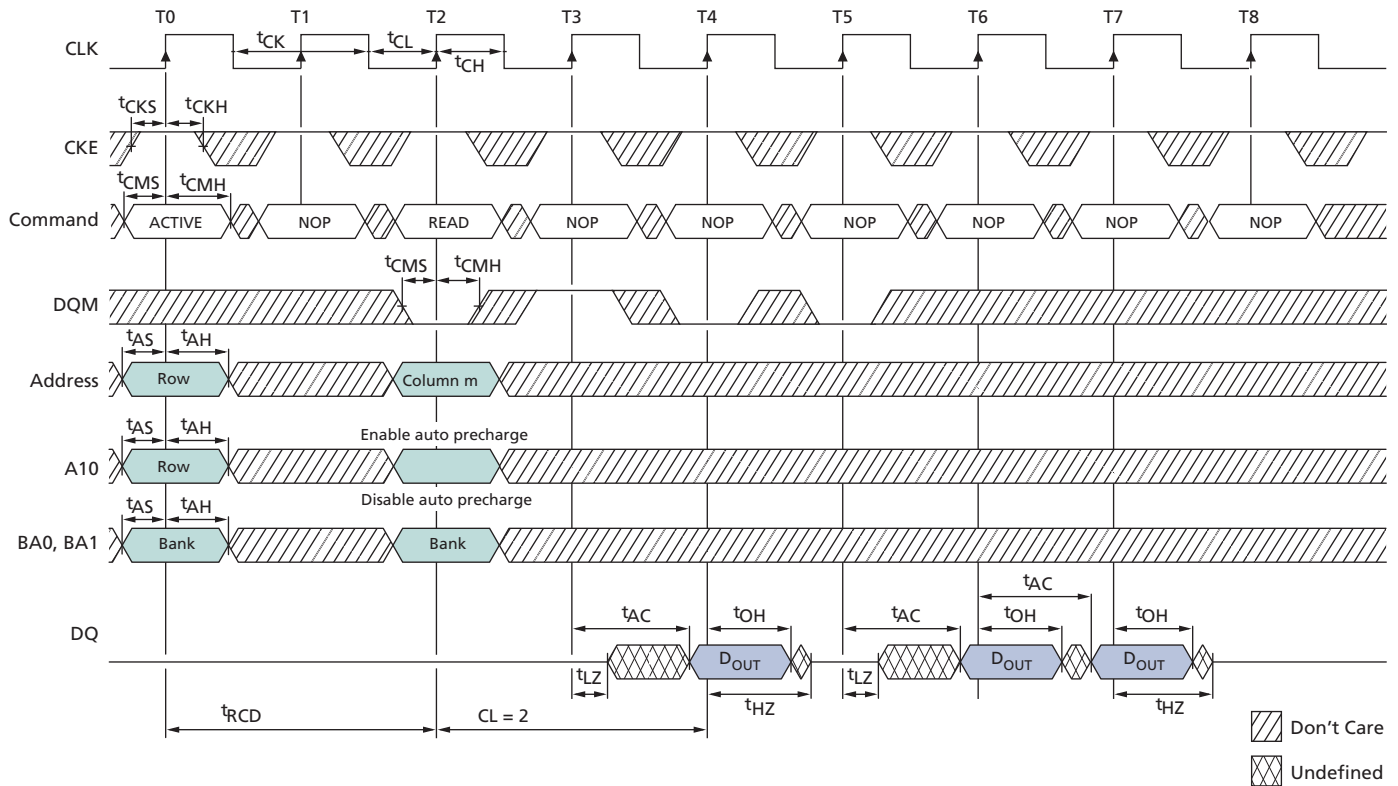 T0 T1 T2 T3 T4 T5 T6 T7 T8
CLK
tCK tCL
tCH
tCKS tCKH
CKE
tCMS tCMH
Command ACTIVE NOP READ NOP NOP NOP NOP NOP NOP
tCMS tCMH
DQM
tAS tAH
Address Row Column m
tAS tAH Enable auto precharge
A10 Row
tAS tAH Disable auto precharge
BA0, BA1 Bank Bank
tAC
tAC tOH tAC tOH tOH
DQ
DOUT DOUT DOUT
tLZ tLZ
tHZ tHZ
tRCD CL = 2
Don't Care
Undefined